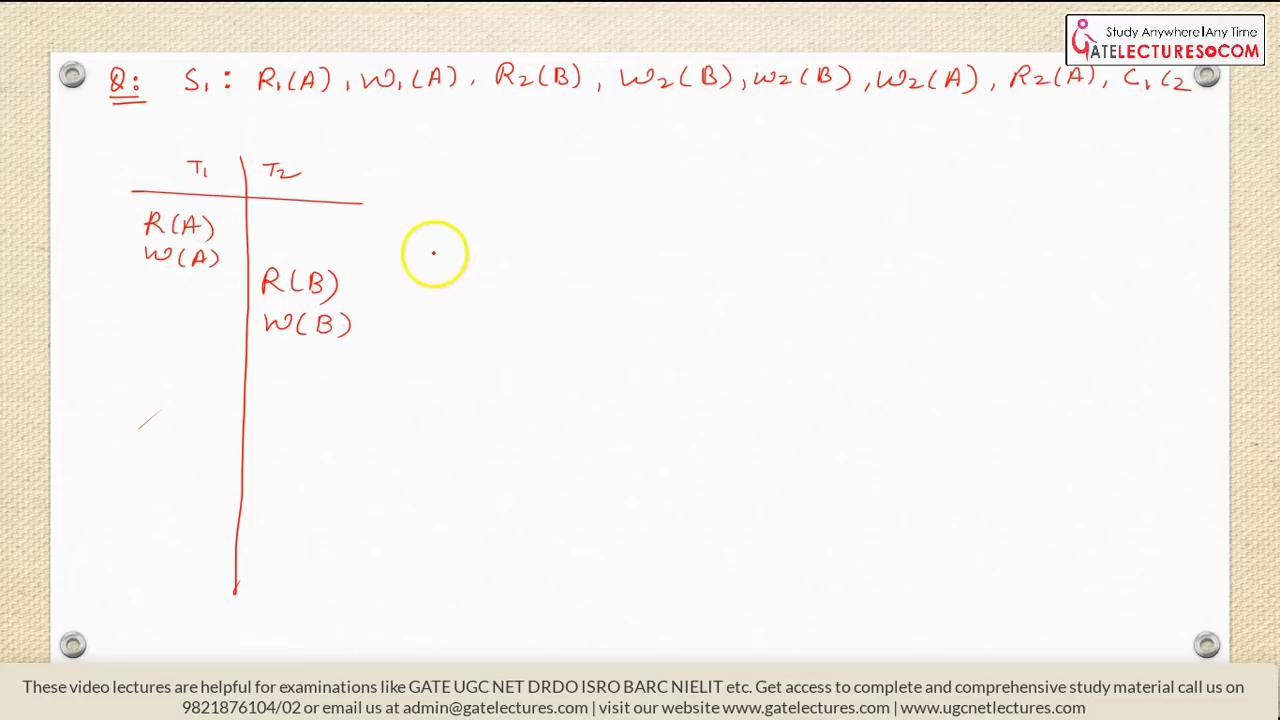 Study Anywhere|Any Time
GATELECTURES.COM
Q: S1 : R1(A), W1(A), R2(B), W2(B), W2(B), W2(A), R2(A), C1 C2
T1 T2
R(A)
W(A)
R(B)
W(B)
These video lectures are helpful for examinations like GATE UGC NET DRDO ISRO BARC NIELIT etc. Get access to complete and comprehensive study material call us on
9821876104/02 or email us at admin@gatelectures.com | visit our website www.gatelectures.com | www.ugcnetlectures.com